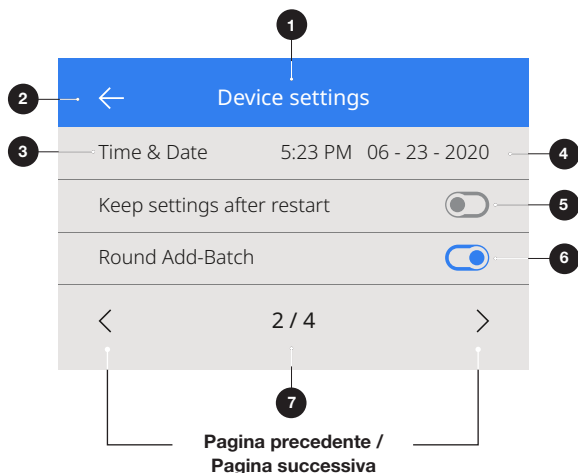 1
2
Device settings
3
Time & Date 5:23 PM 06 - 23 - 2020
4
Keep settings after restart
5
Round Add-Batch
6
2 / 4
7
Pagina precedente /
Pagina successiva